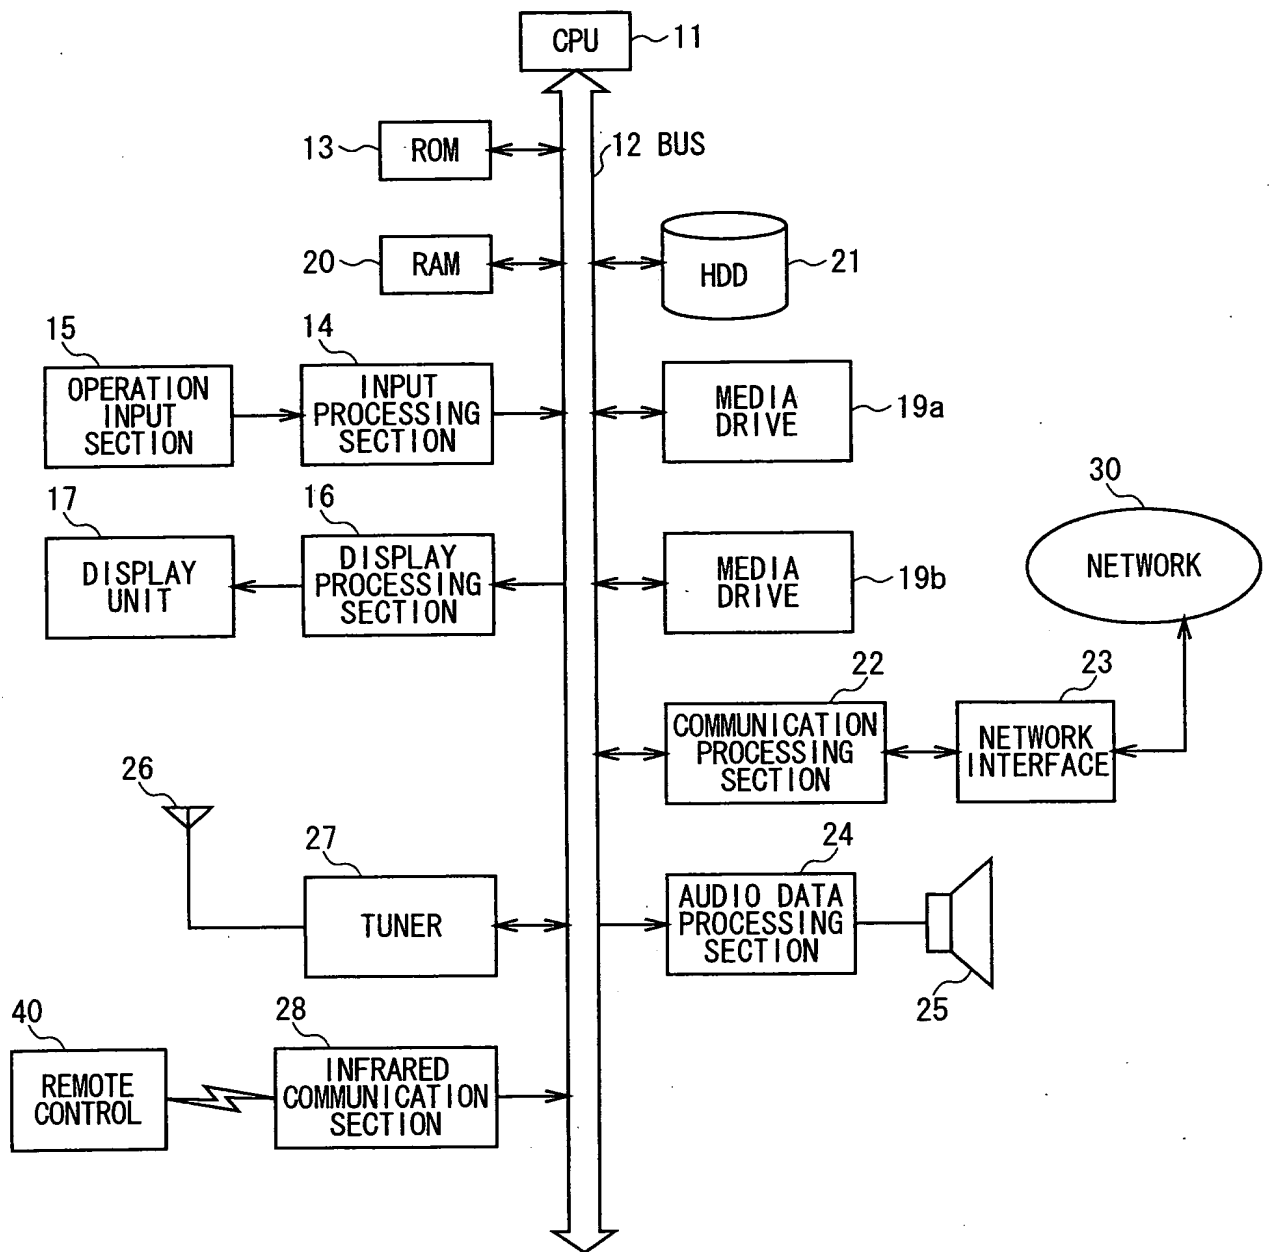 CPU
11
13
ROM
12 BUS
20
RAM
HDD
21
15
OPERATION
INPUT
SECTION
14
INPUT
PROCESSING
SECTION
MEDIA
DRIVE
19a
17
DISPLAY
UNIT
16
DISPLAY
PROCESSING
SECTION
MEDIA
DRIVE
19b
30
NETWORK
22
COMMUNICATION
PROCESSING
SECTION
23
NETWORK
INTERFACE
26
27
TUNER
24
AUDIO DATA
PROCESSING
SECTION
25
40
REMOTE
CONTROL
28
INFRARED
COMMUNICATION
SECTION